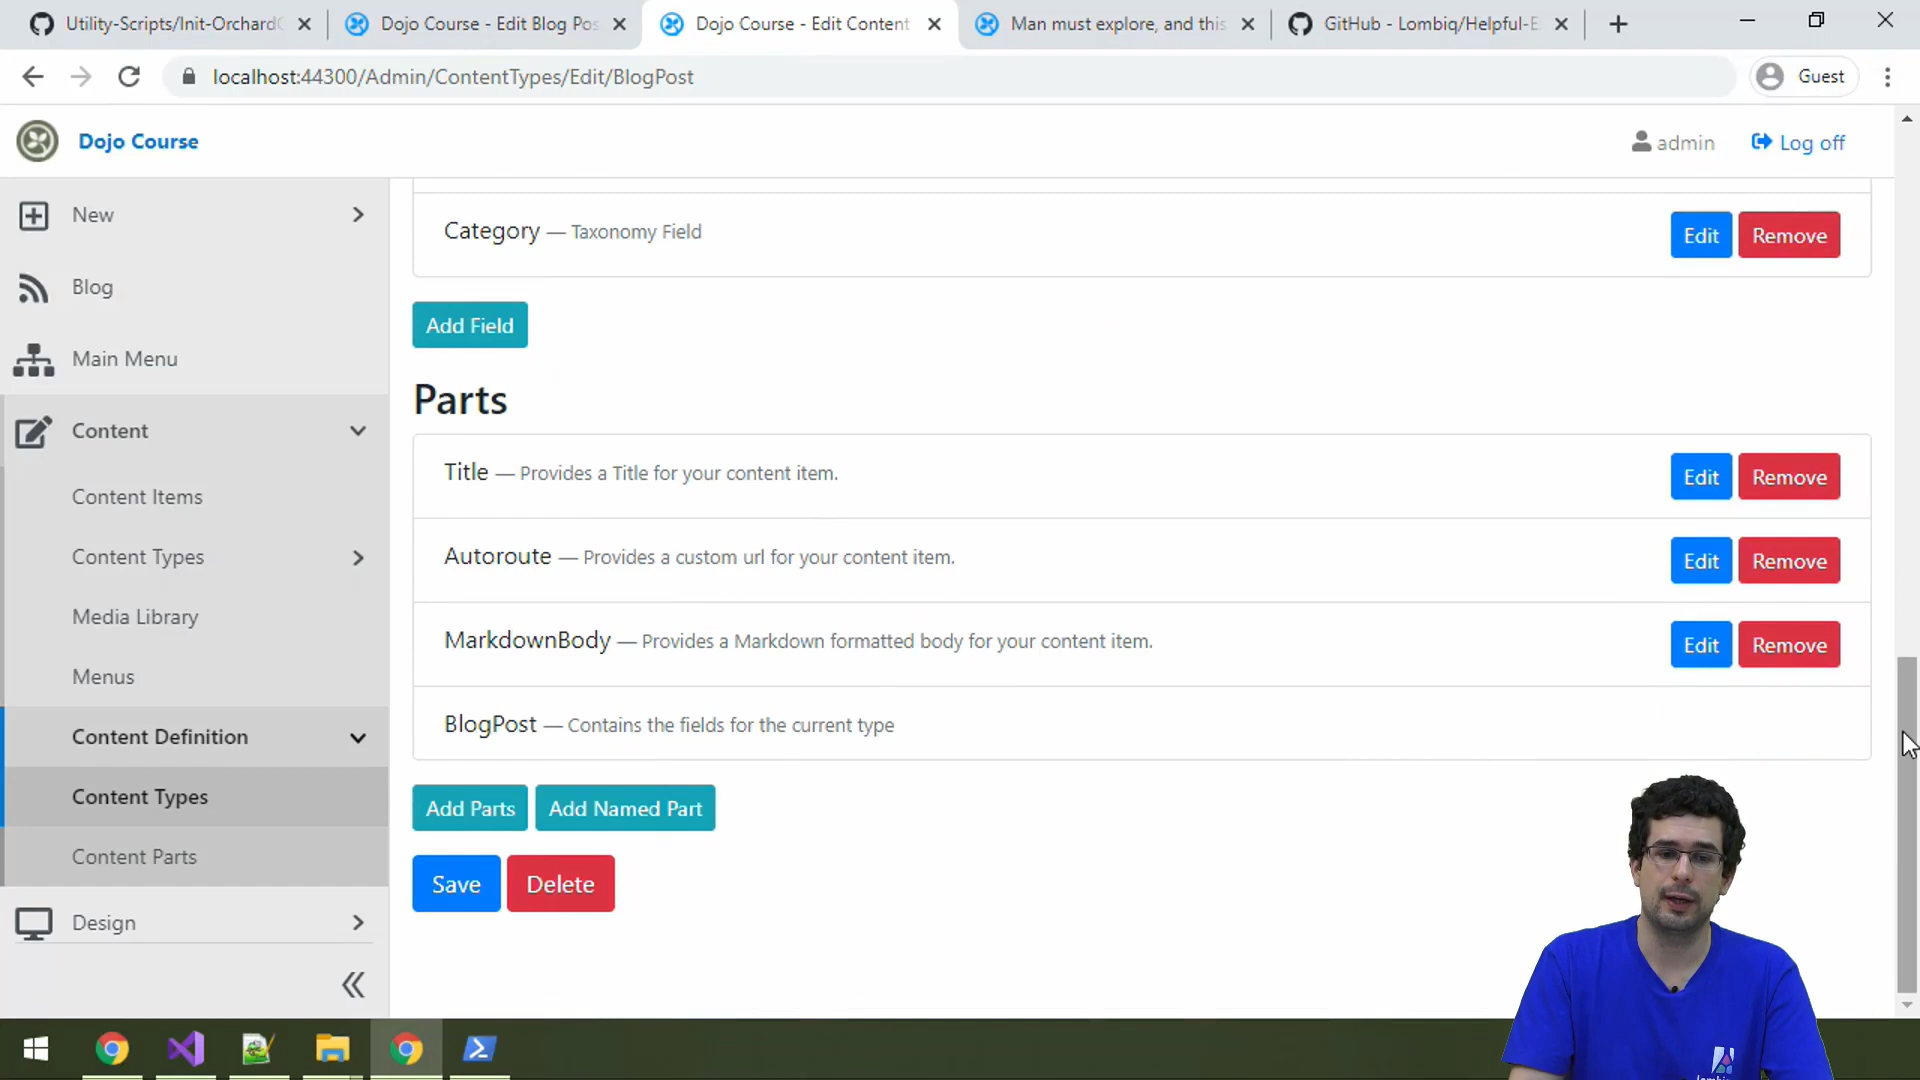 Utility-Scripts/Init-OrchardC
Dojo Course - Edit Blog Pos
Dojo Course - Edit Content
Man must explore, and this
GitHub - Lombiq/Helpful-E
localhost:44300/Admin/ContentTypes/Edit/BlogPost
Guest
Dojo Course
admin
Log off
New
Blog
Main Menu
Content
Content Items
Content Types
Media Library
Menus
Content Definition
Content Types
Content Parts
Design
Category — Taxonomy Field
Edit
Remove
Add Field
Parts
Title — Provides a Title for your content item.
Edit
Remove
Autoroute — Provides a custom url for your content item.
Edit
Remove
MarkdownBody — Provides a Markdown formatted body for your content item.
Edit
Remove
BlogPost — Contains the fields for the current type
Add Parts
Add Named Part
Save
Delete